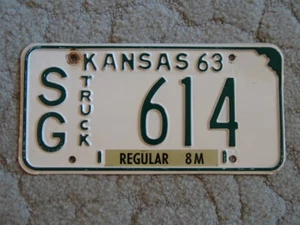 KANSAS 63
SG
TRUCK
614
REGULAR 8M